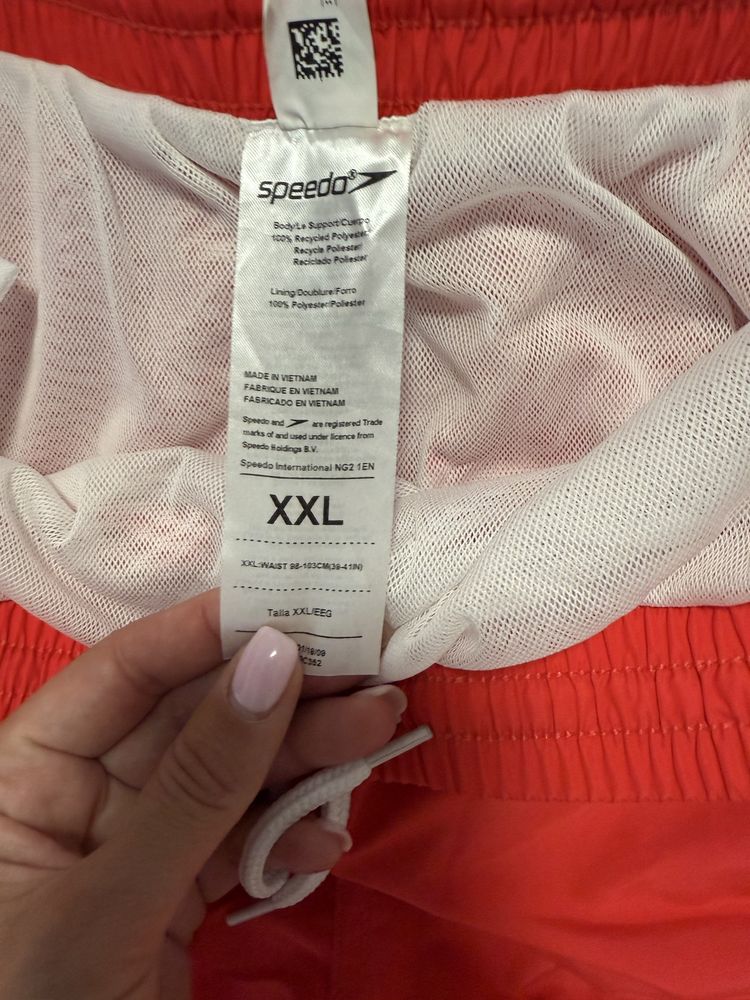 speedo®
Body/Le Support/Cuerpo
100% Recycled Polyester/
Recycle Poliester/
Reciclado Poliester
Lining/Doublure/Forro
100% Polyester/Poliester
MADE IN VIETNAM
FABRIQUE EN VIETNAM
FABRICADO EN VIETNAM
Speedo and are registered Trade
marks of and used under licence from
Speedo Holdings B.V.
Speedo International NG2 1EN
XXL
XXL:WAIST 98-103CM(39-41IN)
Talla XXL/EEG